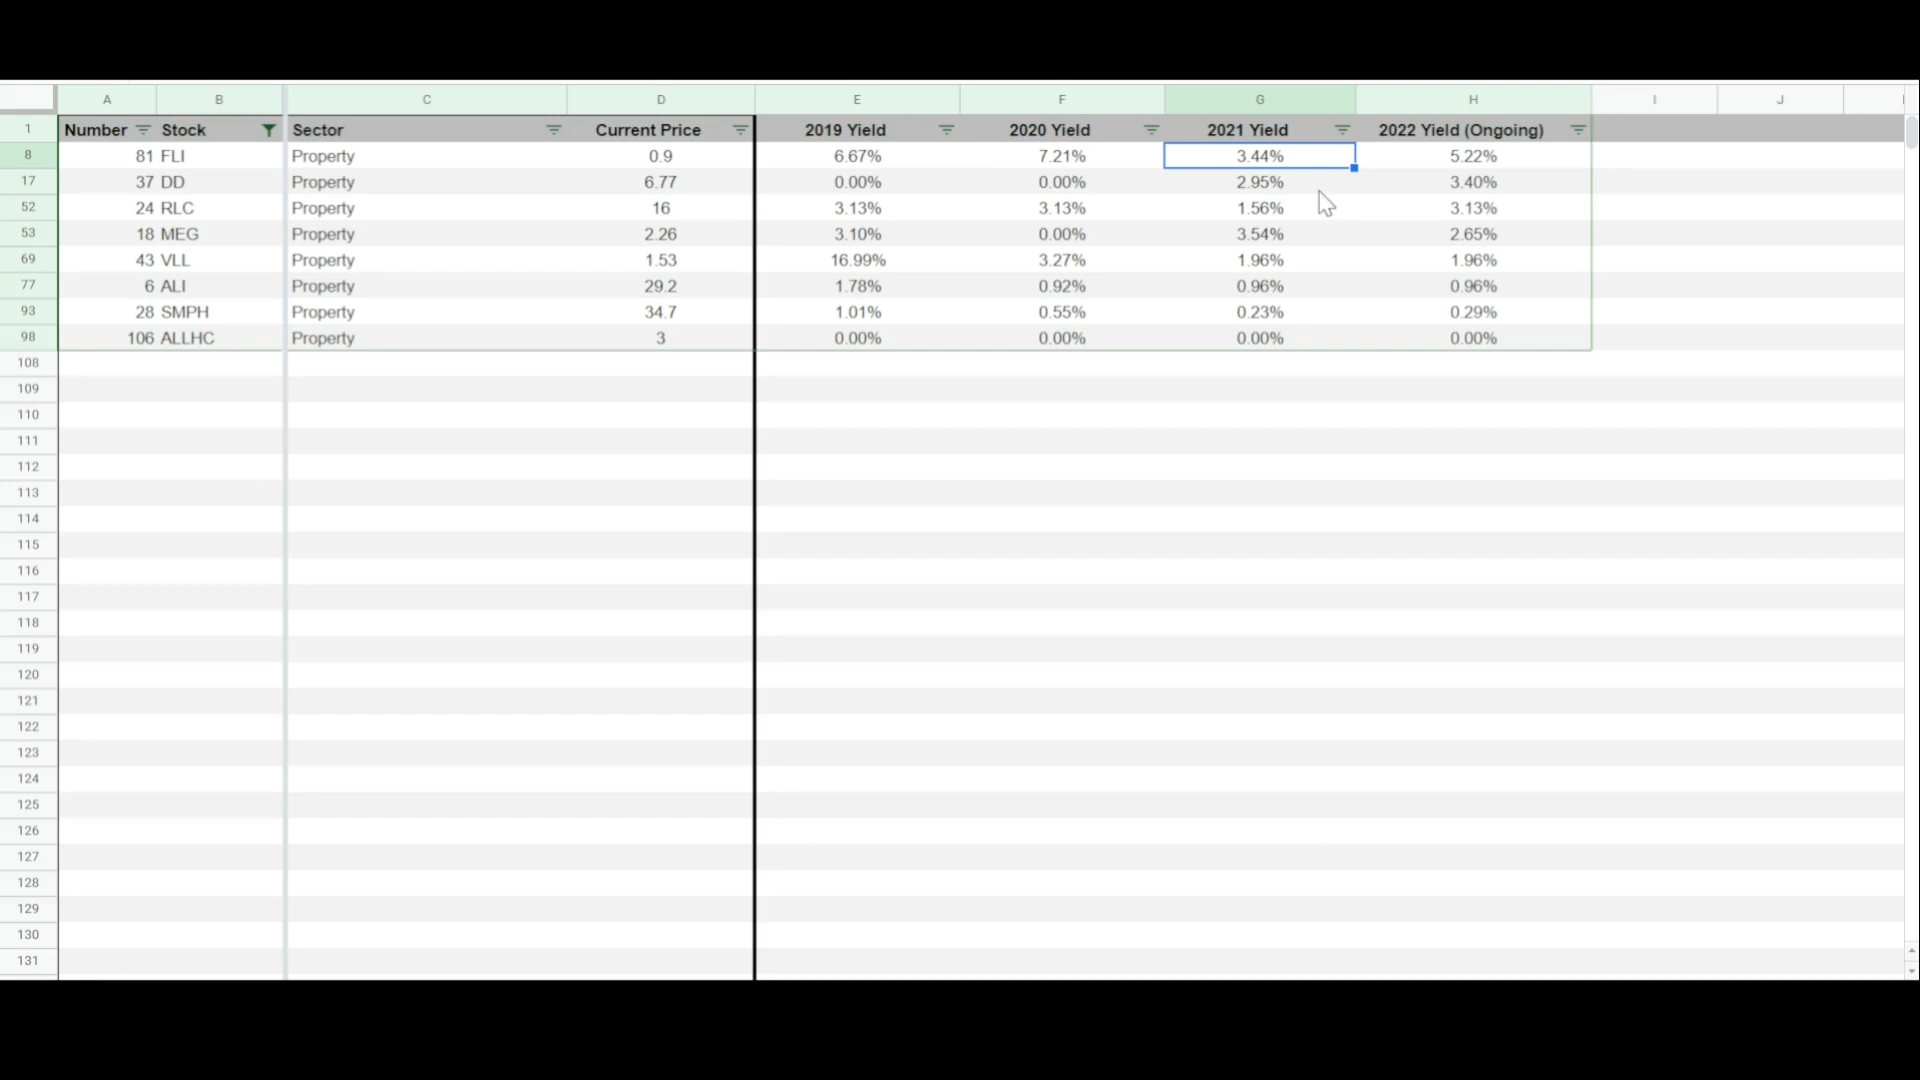 A B C D E F G H I J
1 Number Stock Sector Current Price 2019 Yield 2020 Yield 2021 Yield 2022 Yield (Ongoing)
8 81 FLI Property 0.9 6.67% 7.21% 3.44% 5.22%
17 37 DD Property 6.77 0.00% 0.00% 2.95% 3.40%
52 24 RLC Property 16 3.13% 3.13% 1.56% 3.13%
53 18 MEG Property 2.26 3.10% 0.00% 3.54% 2.65%
69 43 VLL Property 1.53 16.99% 3.27% 1.96% 1.96%
77 6 ALI Property 29.2 1.78% 0.92% 0.96% 0.96%
93 28 SMPH Property 34.7 1.01% 0.55% 0.23% 0.29%
98 106 ALLHC Property 3 0.00% 0.00% 0.00% 0.00%
108
109
110
111
112
113
114
115
116
117
118
119
120
121
122
123
124
125
126
127
128
129
130
131